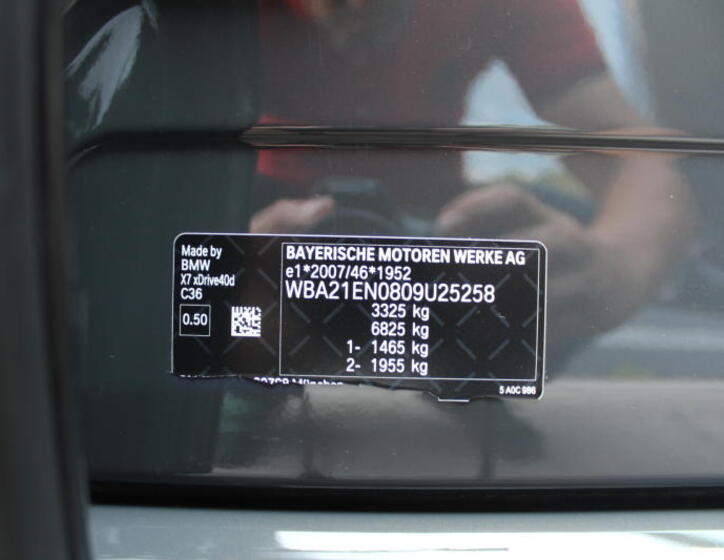 Made by
BMW
X7 xDrive40d
C36
0.50
BAYERISCHE MOTOREN WERKE AG
e1*2007/46*1952
WBA21EN0809U25258
3325 kg
6825 kg
1- 1465 kg
2- 1955 kg
5 A0C 986